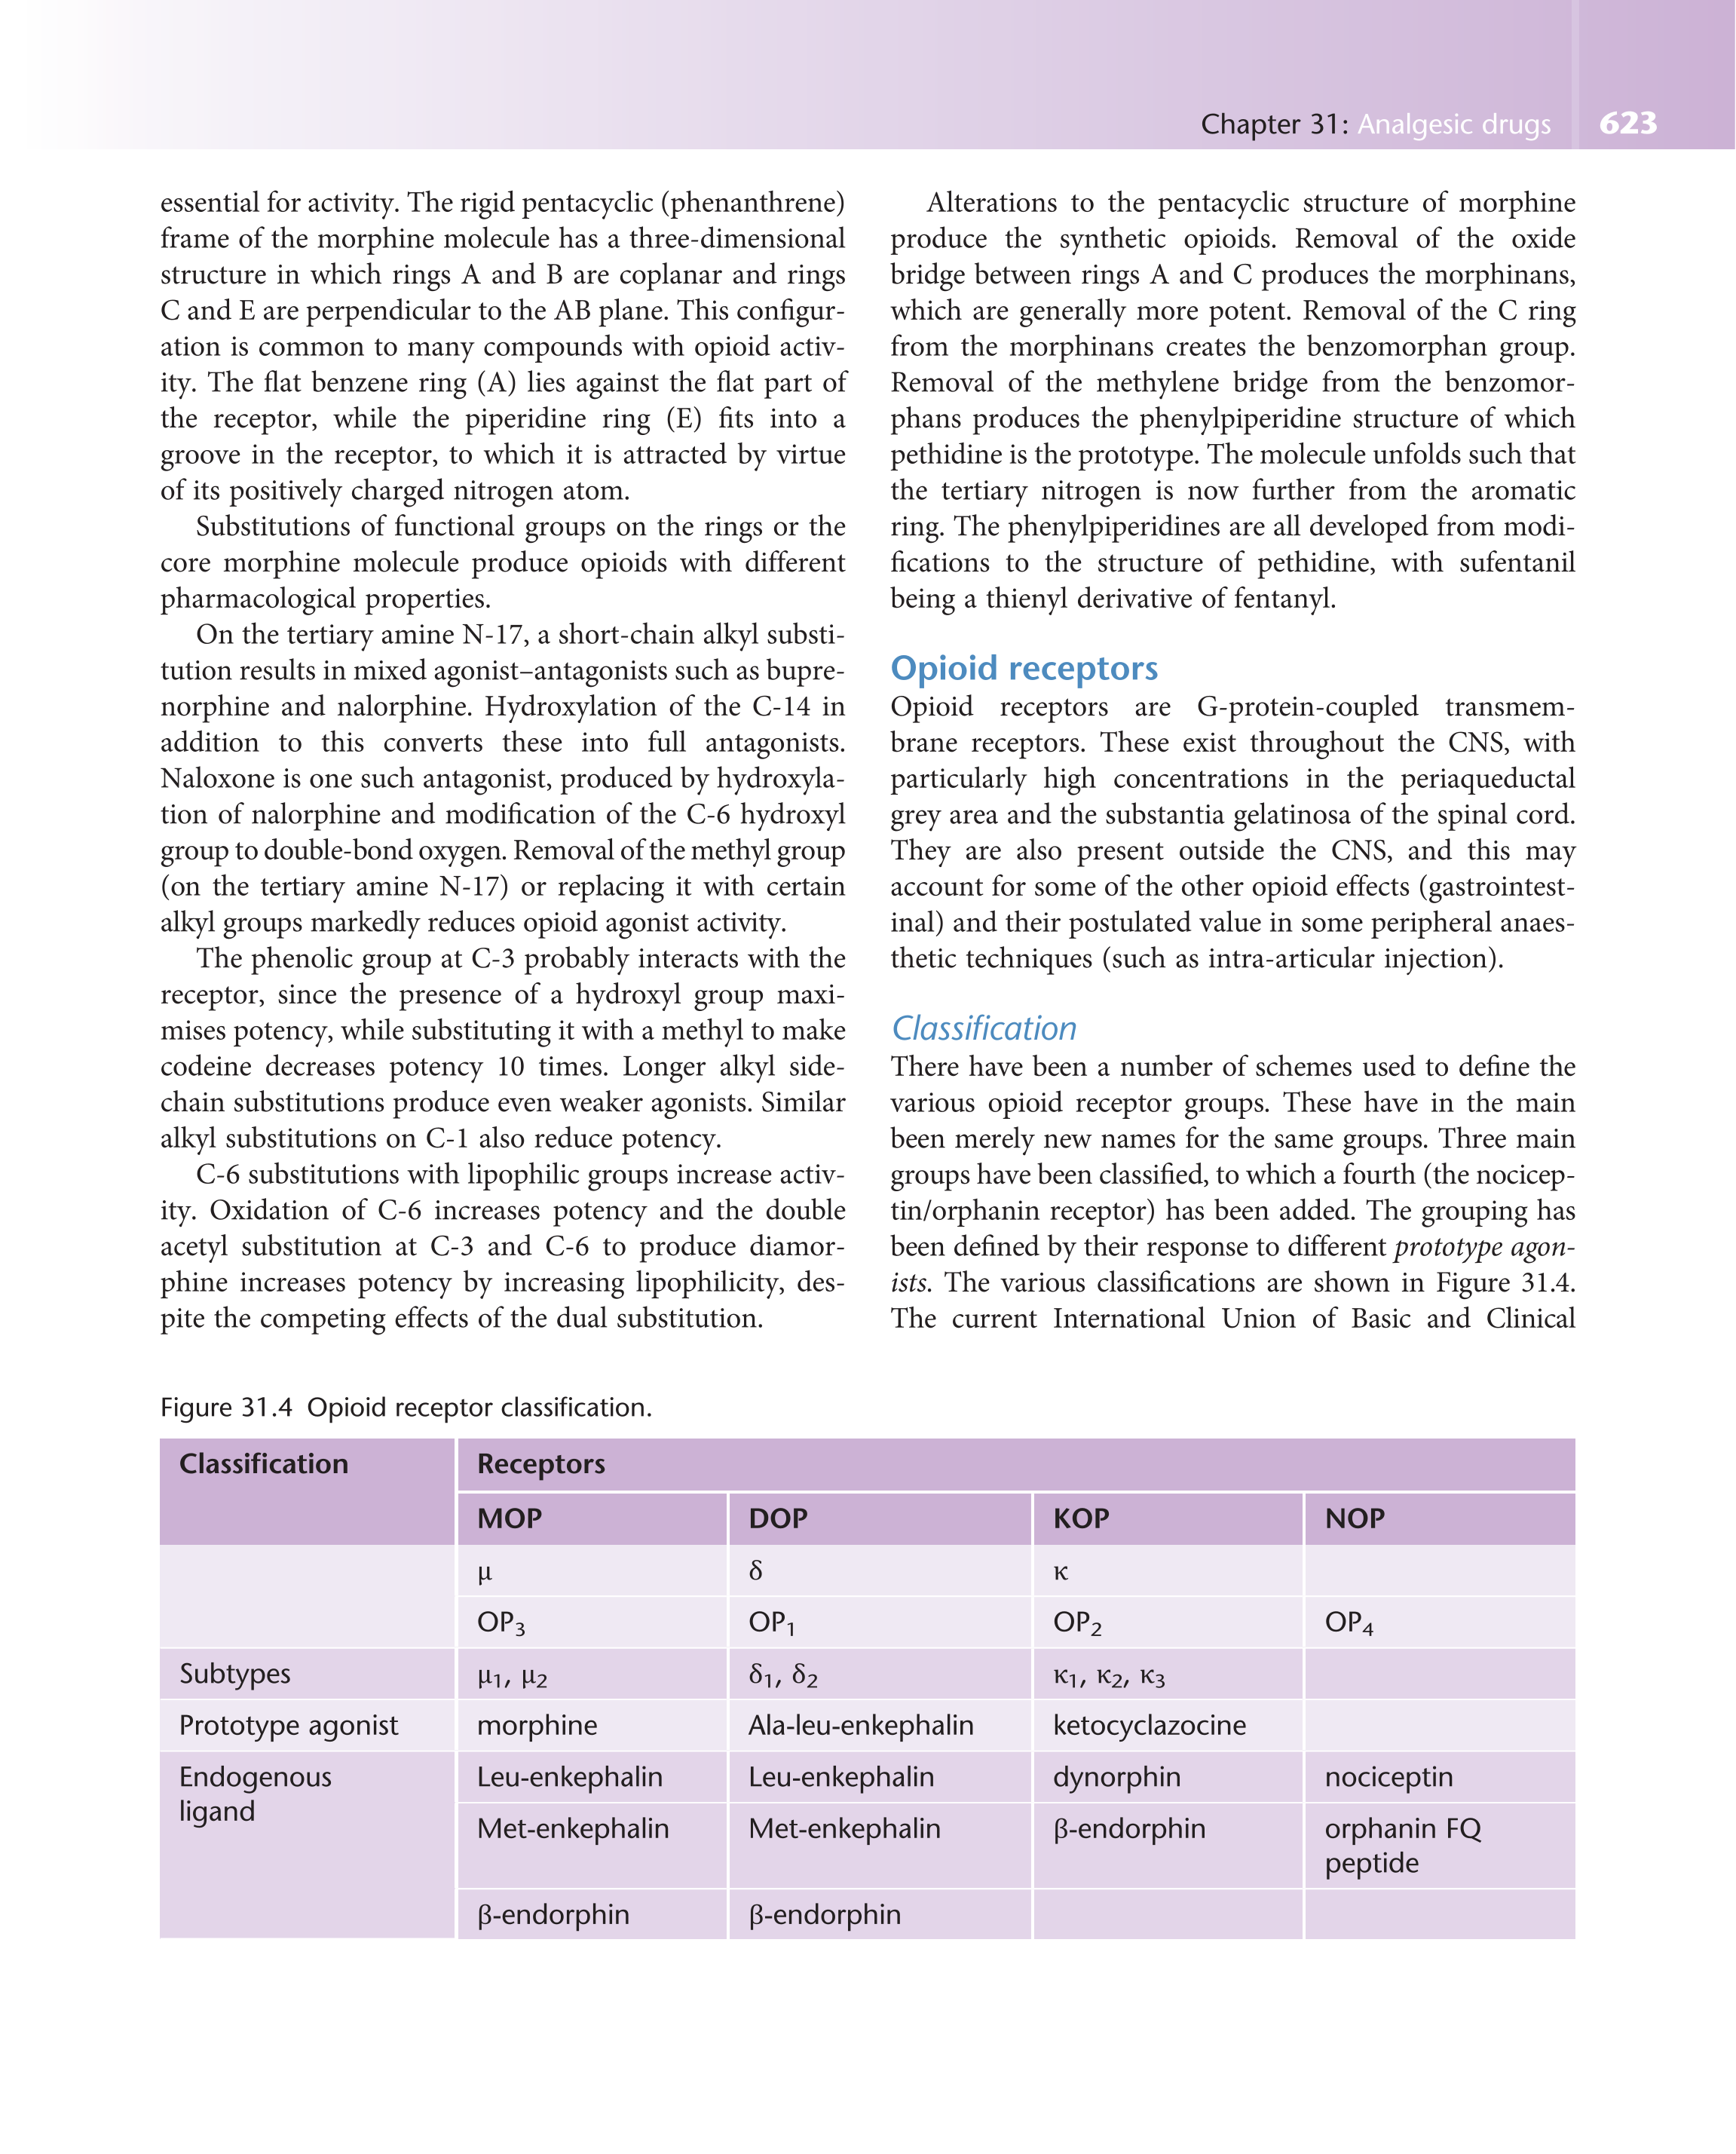 Chapter 31: Analgesic drugs 623
essential for activity. The rigid pentacyclic (phenanthrene)
frame of the morphine molecule has a three-dimensional
structure in which rings A and B are coplanar and rings
C and E are perpendicular to the AB plane. This configur-
ation is common to many compounds with opioid activ-
ity. The flat benzene ring (A) lies against the flat part of
the receptor, while the piperidine ring (E) fits into a
groove in the receptor, to which it is attracted by virtue
of its positively charged nitrogen atom.
Substitutions of functional groups on the rings or the
core morphine molecule produce opioids with different
pharmacological properties.
On the tertiary amine N-17, a short-chain alkyl substi-
tution results in mixed agonist–antagonists such as bupre-
norphine and nalorphine. Hydroxylation of the C-14 in
addition to this converts these into full antagonists.
Naloxone is one such antagonist, produced by hydroxyla-
tion of nalorphine and modification of the C-6 hydroxyl
group to double-bond oxygen. Removal of the methyl group
(on the tertiary amine N-17) or replacing it with certain
alkyl groups markedly reduces opioid agonist activity.
The phenolic group at C-3 probably interacts with the
receptor, since the presence of a hydroxyl group maxi-
mises potency, while substituting it with a methyl to make
codeine decreases potency 10 times. Longer alkyl side-
chain substitutions produce even weaker agonists. Similar
alkyl substitutions on C-1 also reduce potency.
C-6 substitutions with lipophilic groups increase activ-
ity. Oxidation of C-6 increases potency and the double
acetyl substitution at C-3 and C-6 to produce diamor-
phine increases potency by increasing lipophilicity, des-
pite the competing effects of the dual substitution.
Alterations to the pentacyclic structure of morphine
produce the synthetic opioids. Removal of the oxide
bridge between rings A and C produces the morphinans,
which are generally more potent. Removal of the C ring
from the morphinans creates the benzomorphan group.
Removal of the methylene bridge from the benzomor-
phans produces the phenylpiperidine structure of which
pethidine is the prototype. The molecule unfolds such that
the tertiary nitrogen is now further from the aromatic
ring. The phenylpiperidines are all developed from modi-
fications to the structure of pethidine, with sufentanil
being a thienyl derivative of fentanyl.
Opioid receptors
Opioid receptors are G-protein-coupled transmem-
brane receptors. These exist throughout the CNS, with
particularly high concentrations in the periaqueductal
grey area and the substantia gelatinosa of the spinal cord.
They are also present outside the CNS, and this may
account for some of the other opioid effects (gastrointest-
inal) and their postulated value in some peripheral anaes-
thetic techniques (such as intra-articular injection).
Classification
There have been a number of schemes used to define the
various opioid receptor groups. These have in the main
been merely new names for the same groups. Three main
groups have been classified, to which a fourth (the nocicep-
tin/orphanin receptor) has been added. The grouping has
been defined by their response to different prototype agon-
ists. The various classifications are shown in Figure 31.4.
The current International Union of Basic and Clinical
Figure 31.4 Opioid receptor classification.
Classification Receptors
MOP DOP KOP NOP
μ δ κ
OP₃ OP₁ OP₂ OP₄
Subtypes μ₁, μ₂ δ₁, δ₂ κ₁, κ₂, κ₃
Prototype agonist morphine Ala-leu-enkephalin ketocyclazocine
Endogenous Leu-enkephalin Leu-enkephalin dynorphin nociceptin
ligand
Met-enkephalin Met-enkephalin β-endorphin orphanin FQ
peptide
β-endorphin β-endorphin